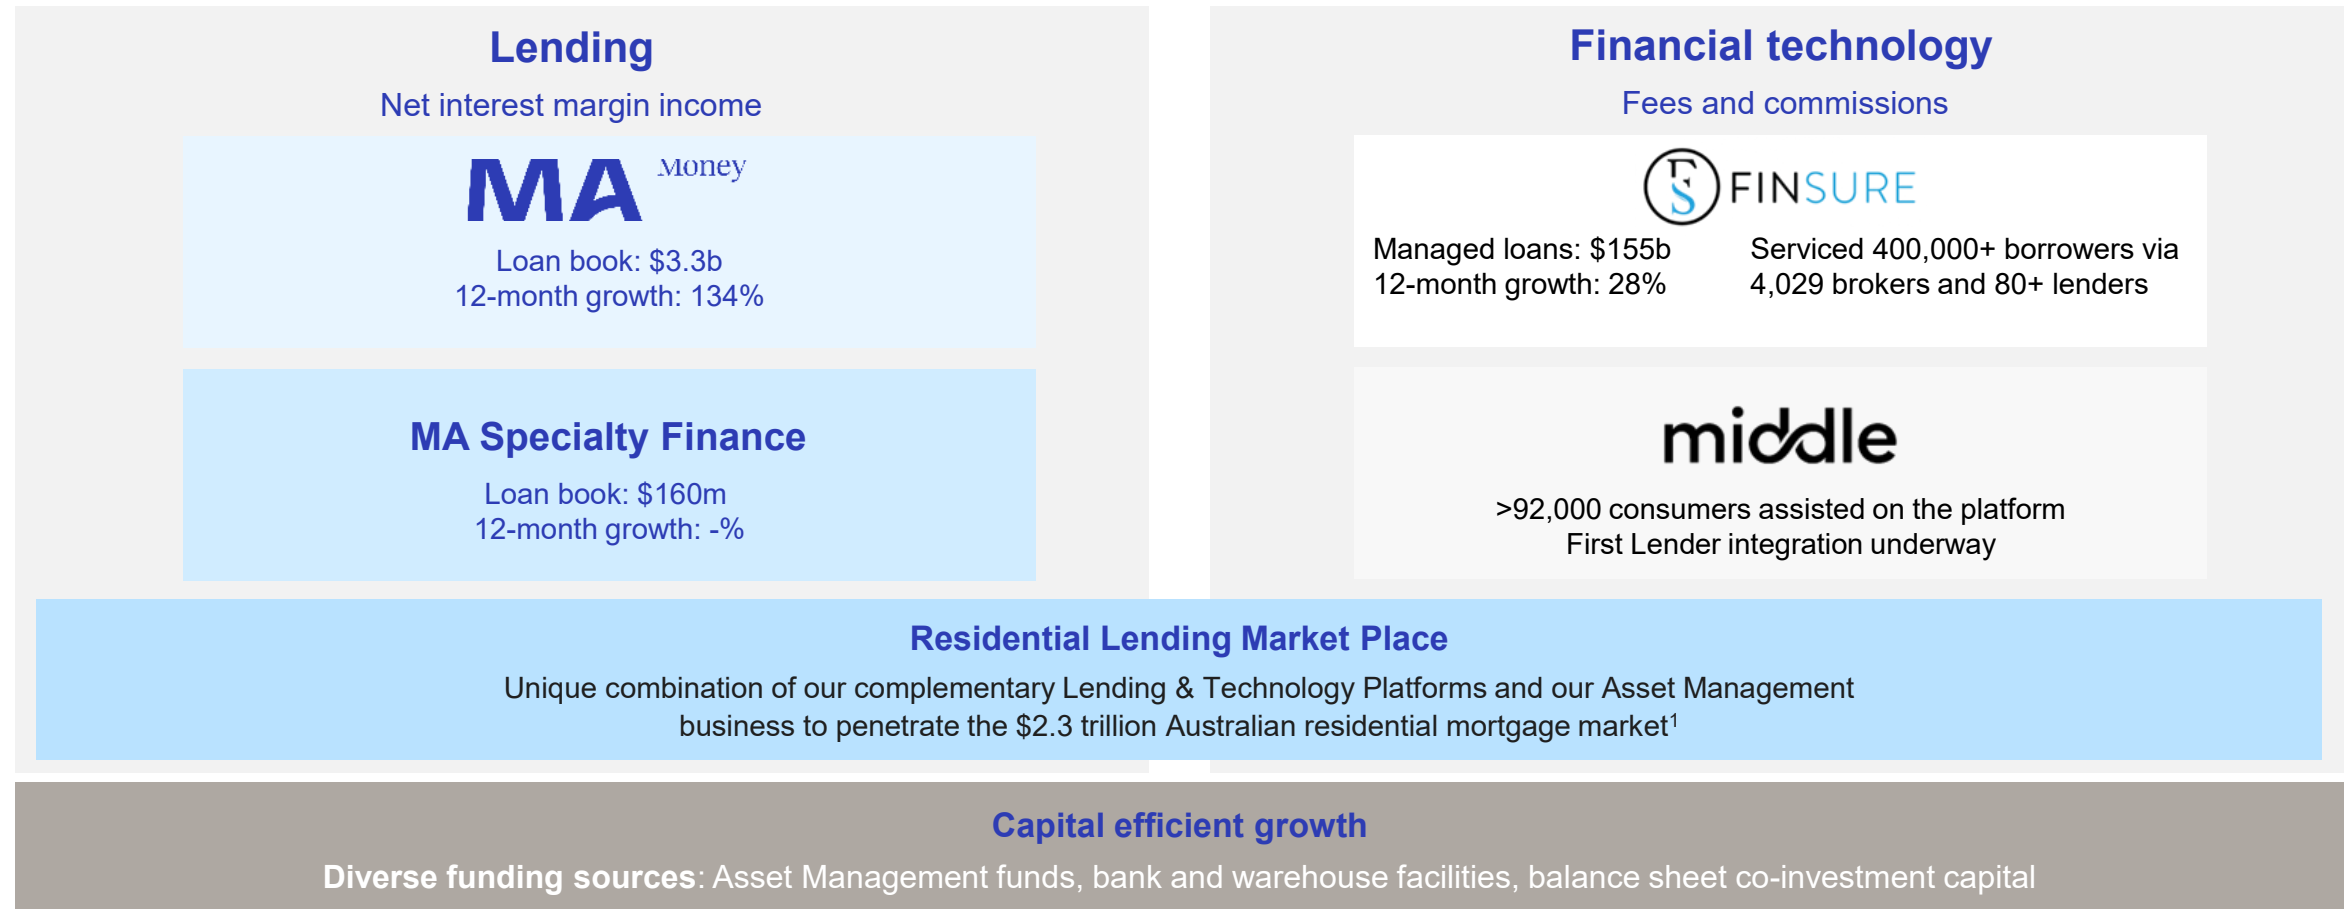 Lending
Net interest margin income
MA Money
Loan book: $3.3b
12-month growth: 134%
MA Specialty Finance
Loan book: $160m
12-month growth: -%
Financial technology
Fees and commissions
FS FINSURE
Managed loans: $155b
12-month growth: 28%
Serviced 400,000+ borrowers via
4,029 brokers and 80+ lenders
middle
>92,000 consumers assisted on the platform
First Lender integration underway
Residential Lending Market Place
Unique combination of our complementary Lending & Technology Platforms and our Asset Management
business to penetrate the $2.3 trillion Australian residential mortgage market¹
Capital efficient growth
Diverse funding sources: Asset Management funds, bank and warehouse facilities, balance sheet co-investment capital